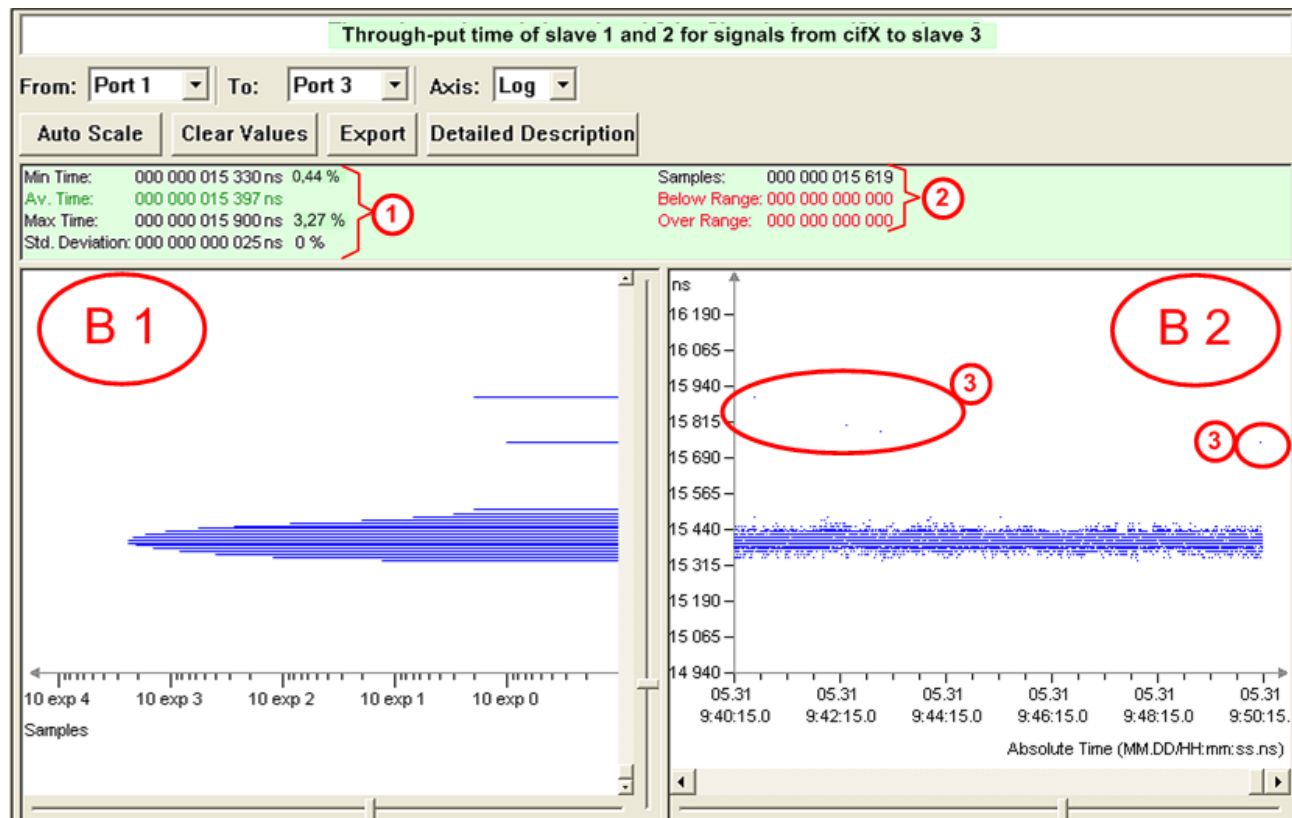 Through-put time of slave 1 and 2 for signals from cifX to slave 3
From: Port 1 To: Port 3 Axis: Log
Auto Scale Clear Values Export Detailed Description
Min Time: 000 000 015 330 ns 0,44 %
Av. Time: 000 000 015 397 ns
Max Time: 000 000 015 900 ns 3,27 %
Std. Deviation: 000 000 000 025 ns 0 %
1
Samples: 000 000 015 619
Below Range: 000 000 000 000
Over Range: 000 000 000 000
2
B 1
10 exp 4 10 exp 3 10 exp 2 10 exp 1 10 exp 0
Samples
ns
B 2
16 190
16 065
15 940
15 815
15 690
15 565
15 440
15 315
15 190
15 065
14 940
3
3
05.31 05.31 05.31 05.31 05.31 05.31
9:40:15.0 9:42:15.0 9:44:15.0 9:46:15.0 9:48:15.0 9:50:15.
Absolute Time (MM.DD/HH:mm:ss.ns)